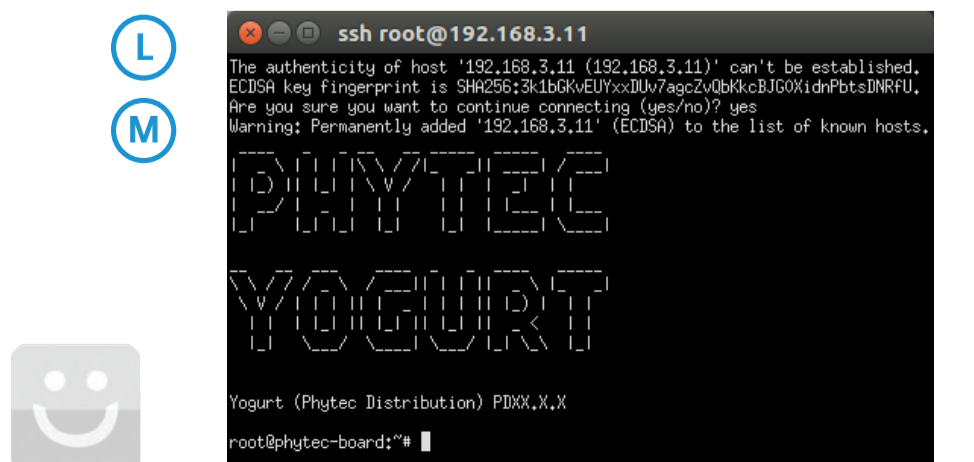 L
M
ssh root@192.168.3.11
The authenticity of host '192.168.3.11 (192.168.3.11)' can't be established.
ECDSA key fingerprint is SHA256:3k1bGKvEUYxxDUv7agcZvQbKkcBJGOXidnPbtsDNRfU.
Are you sure you want to continue connecting (yes/no)? yes
Warning: Permanently added '192.168.3.11' (ECDSA) to the list of known hosts.
PHYTEC
YOGURT
Yogurt (Phytec Distribution) PDXX.X.X
root@phytec-board:~#